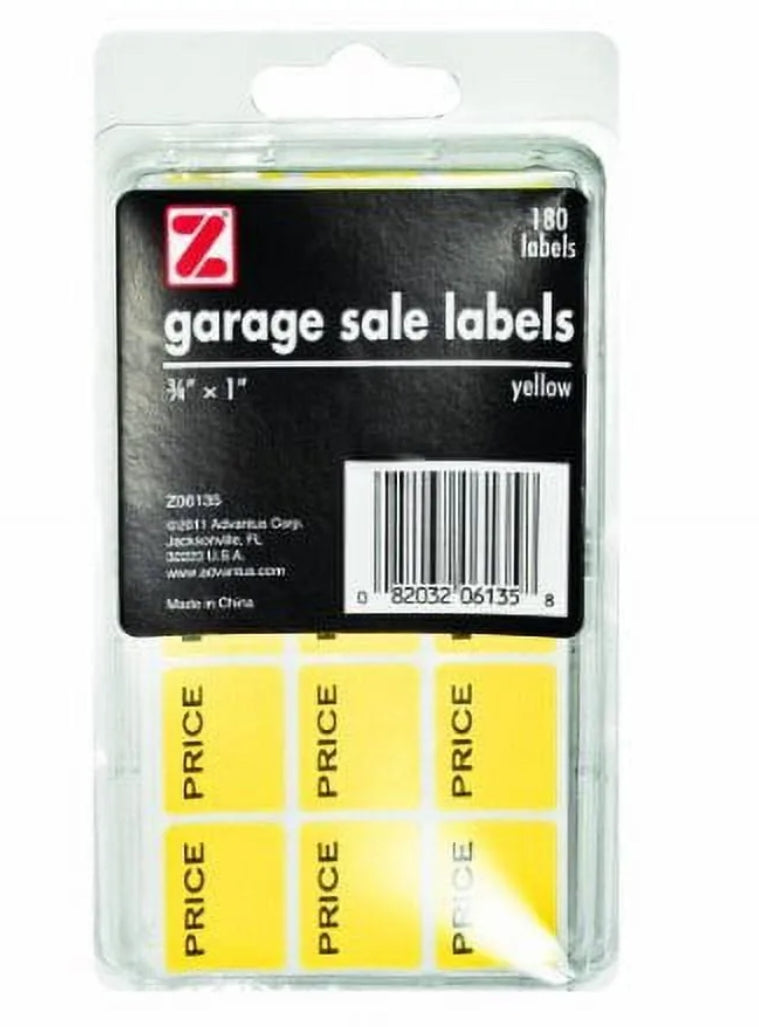 Z
180
labels
garage sale labels
¾" × 1"
yellow
Z06135
©2011 Advantus Corp.
Jacksonville, FL
U.S.A.
www.advantus.com
Made in China
0 82032 06135 8
PRICE PRICE PRICE
PRICE PRICE PRICE